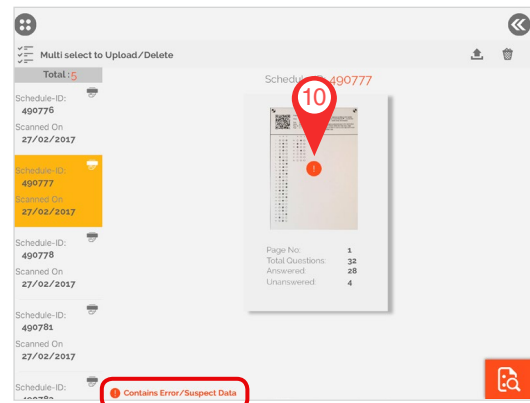 Multi select to Upload/Delete
Total :5
Schedule-ID:
490776
Scanned On
27/02/2017
Schedule-ID:
490777
Scanned On
27/02/2017
Schedule-ID:
490778
Scanned On
27/02/2017
Schedule-ID:
490781
Scanned On
27/02/2017
Schedule-ID:
490777
10
!
Page No: 1
Total Questions: 32
Answered: 28
Unanswered: 4
! Contains Error/Suspect Data